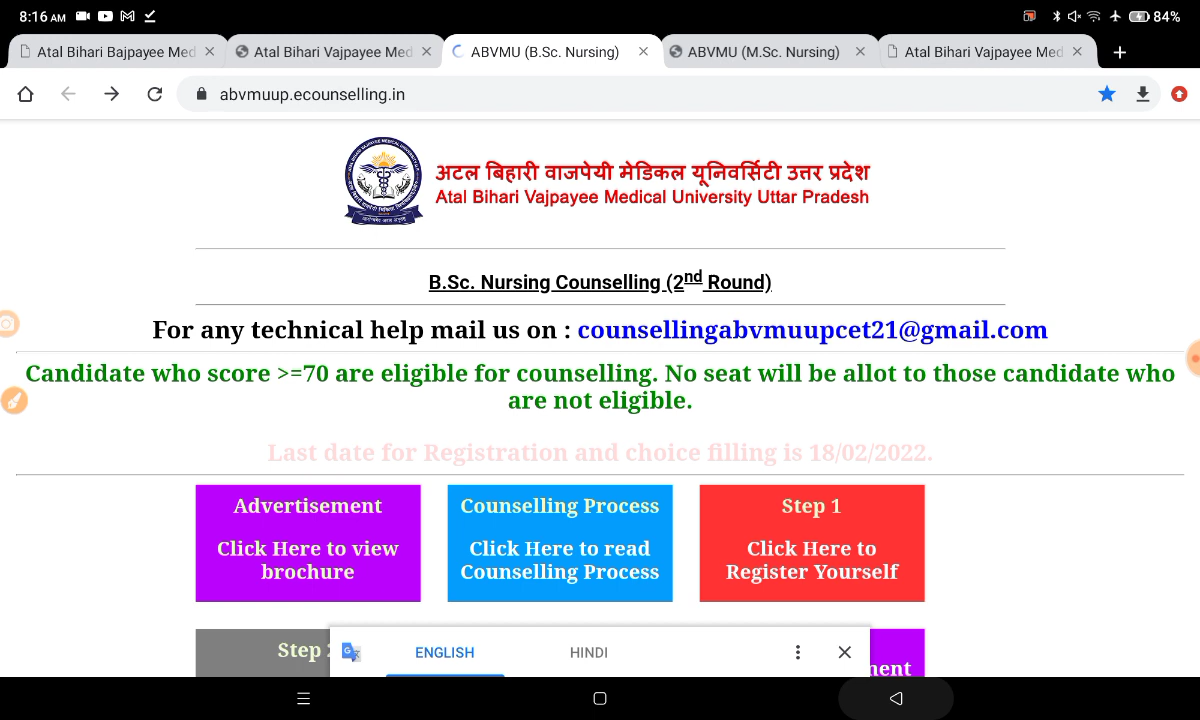 8:16 AM
84%
Atal Bihari Bajpayee Med
Atal Bihari Vajpayee Med
ABVMU (B.Sc. Nursing)
ABVMU (M.Sc. Nursing)
Atal Bihari Vajpayee Med
abvmuup.ecounselling.in
अटल बिहारी वाजपेयी मेडिकल यूनिवर्सिटी उत्तर प्रदेश
Atal Bihari Vajpayee Medical University Uttar Pradesh
B.Sc. Nursing Counselling (2nd Round)
For any technical help mail us on : counsellingabvmuupcet21@gmail.com
Candidate who score >=70 are eligible for counselling. No seat will be allot to those candidate who
are not eligible.
Last date for Registration and choice filling is 18/02/2022.
Advertisement
Click Here to view
brochure
Counselling Process
Click Here to read
Counselling Process
Step 1
Click Here to
Register Yourself
Step
ENGLISH
HINDI